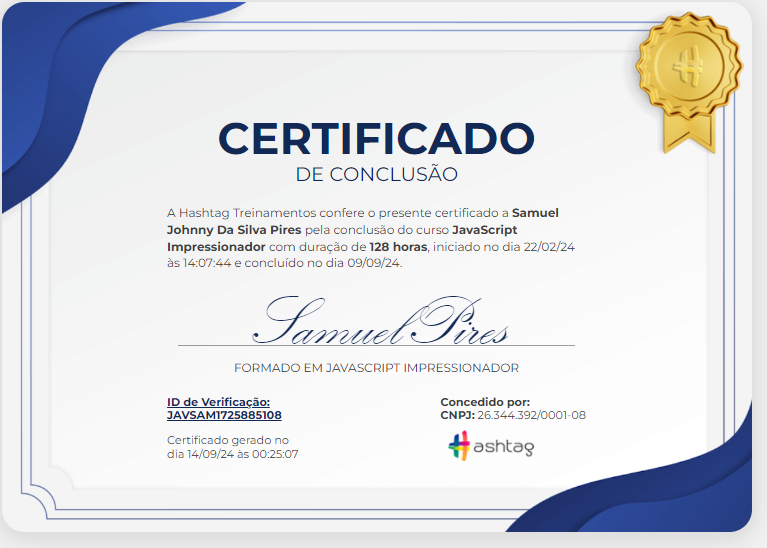 CERTIFICADO
DE CONCLUSÃO
A Hashtag Treinamentos confere o presente certificado a Samuel
Johnny Da Silva Pires pela conclusão do curso JavaScript
Impressionador com duração de 128 horas, iniciado no dia 22/02/24
às 14:07:44 e concluído no dia 09/09/24.
Samuel Pires
FORMADO EM JAVASCRIPT IMPRESSIONADOR
ID de Verificação:
JAVSAM1725885108
Concedido por:
CNPJ: 26.344.392/0001-08
Certificado gerado no
dia 14/09/24 às 00:25:07
ashtag